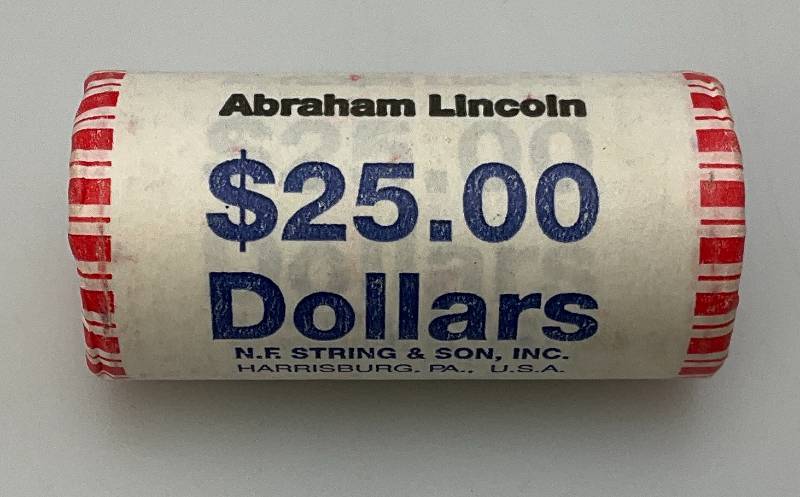 Abraham Lincoln
$25.00
Dollars
N.F. STRING & SON, INC.
HARRISBURG, PA., U.S.A.